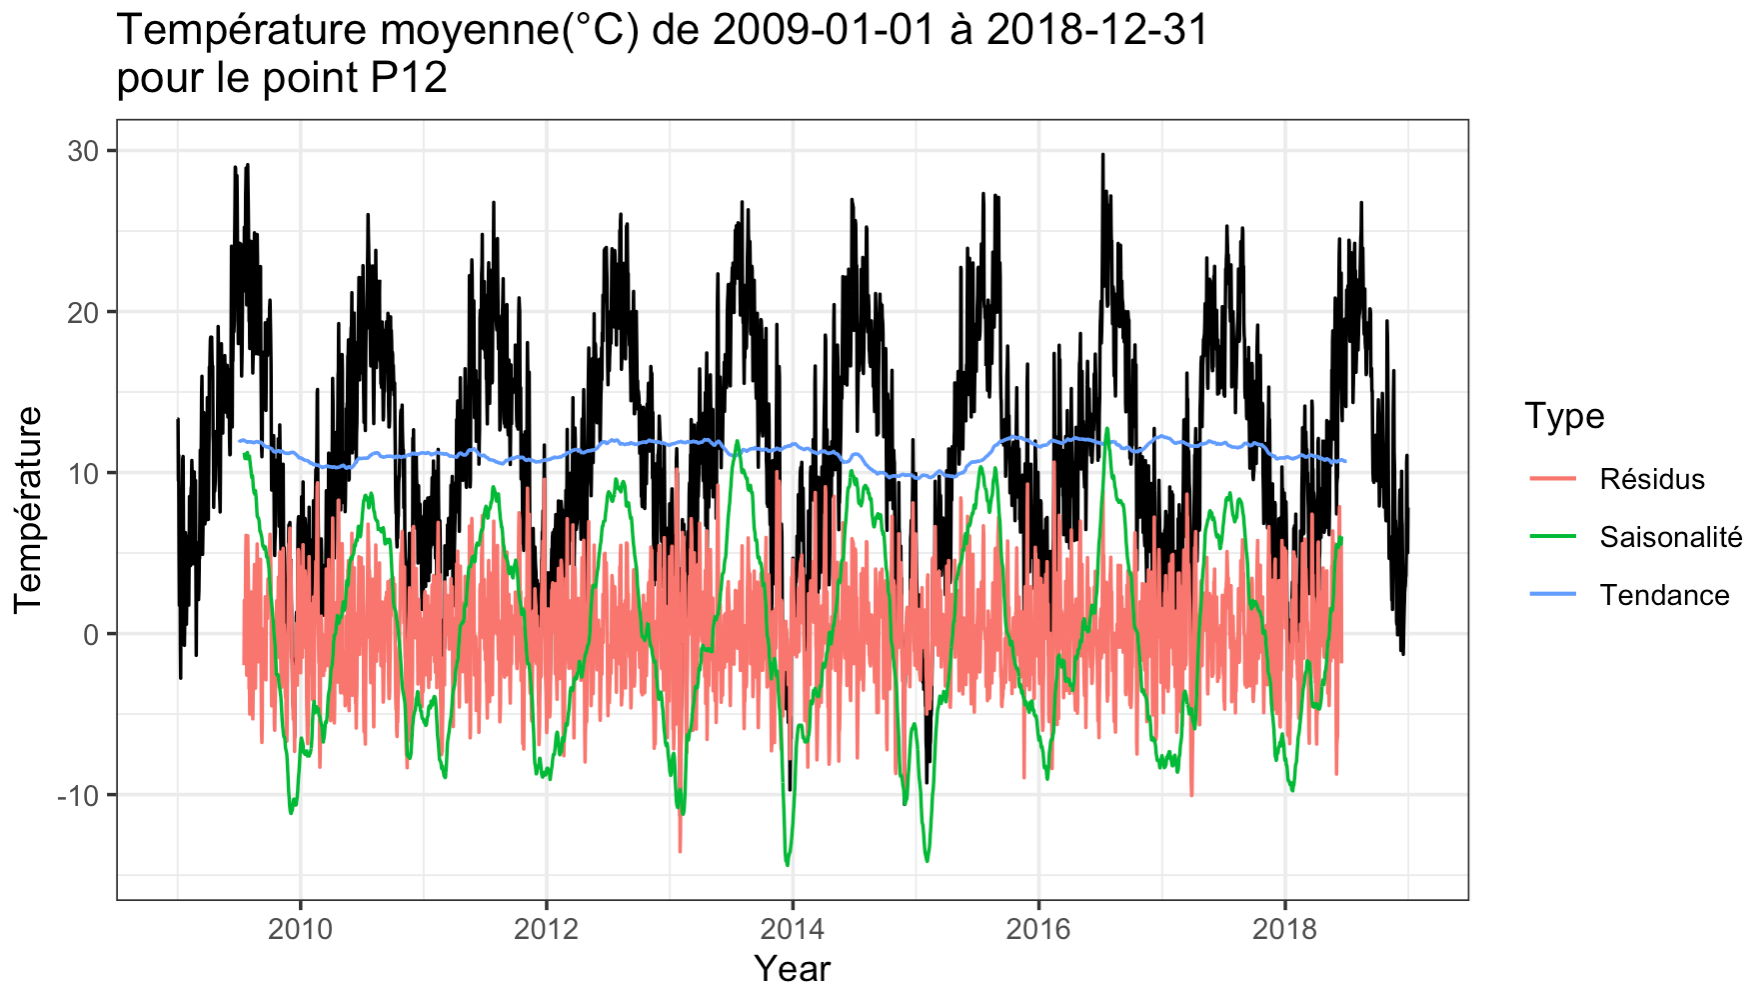 Température moyenne(°C) de 2009-01-01 à 2018-12-31
pour le point P12
Température
30
20
10
0
-10
2010
2012
2014
2016
2018
Year
Type
Résidus
Saisonalité
Tendance